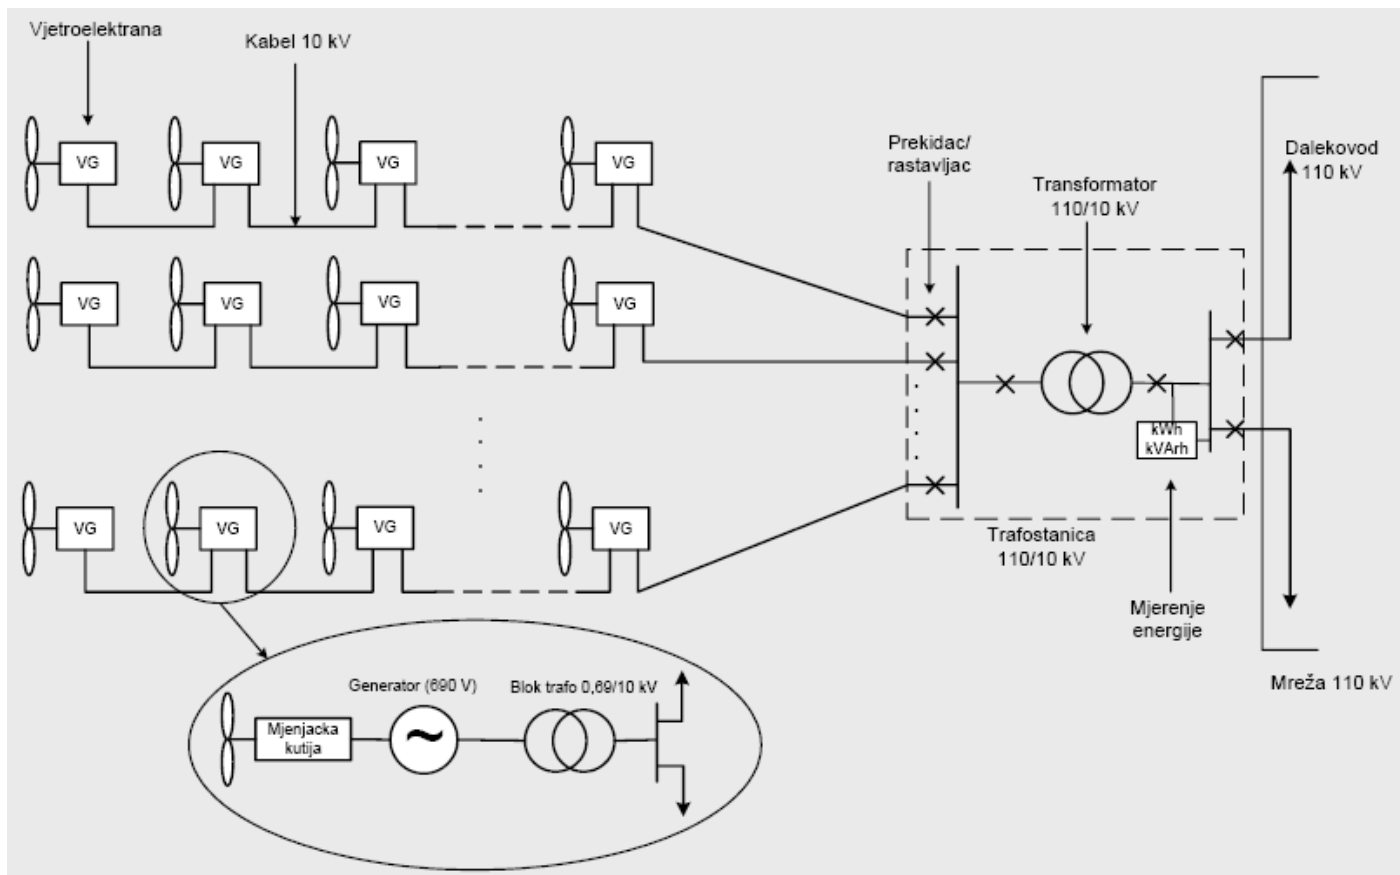 Vjetroelektrana
Kabel 10 kV
VG
VG
VG
VG
Prekidac/
rastavljac
Transformator
110/10 kV
Dalekovod
110 kV
VG
VG
VG
VG
kWh
kVArh
VG
VG
VG
VG
Trafostanica
110/10 kV
Mjerenje
energije
Mreža 110 kV
Generator (690 V)
Blok trafo 0,69/10 kV
Mjenjacka
kutija
~